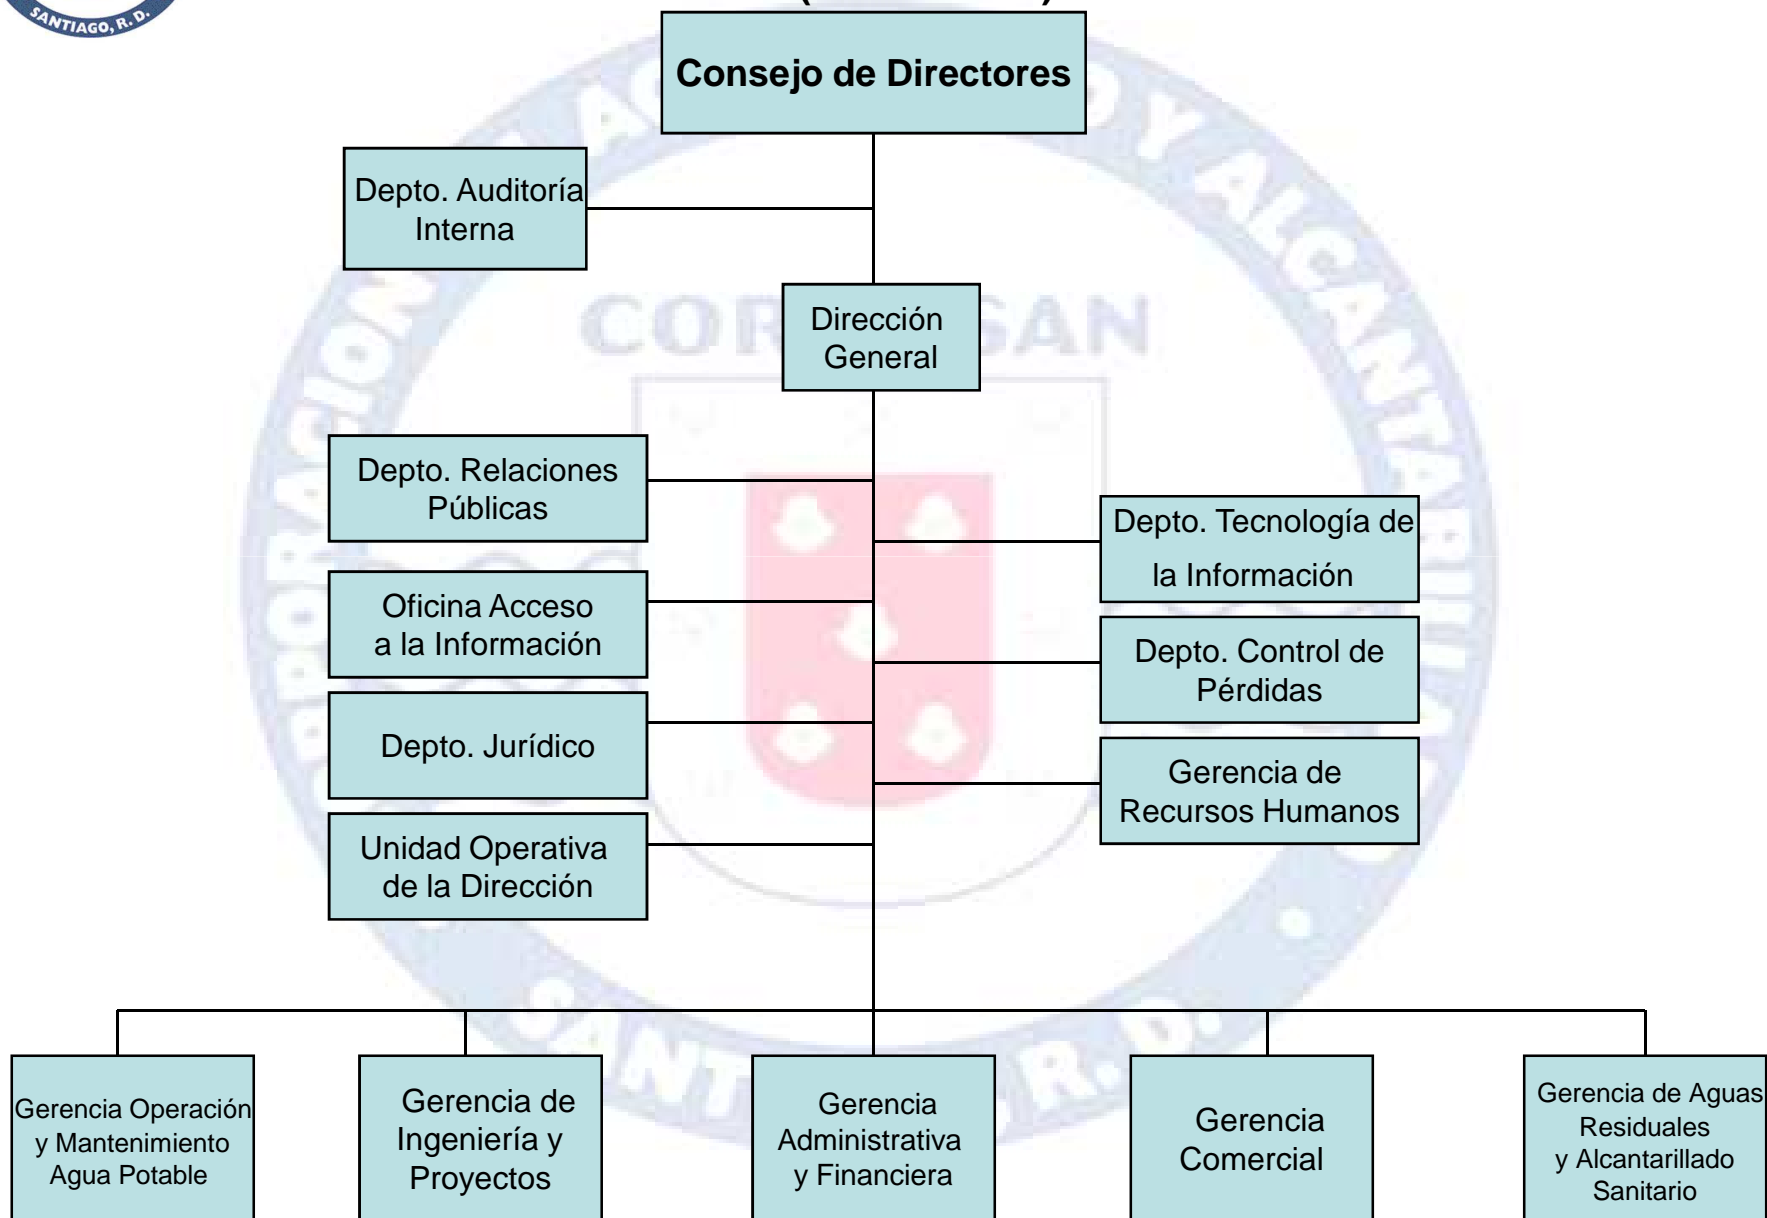 SANTIAGO, R. D.
Consejo de Directores
Depto. Auditoría
Interna
Dirección
General
Depto. Relaciones
Públicas
Depto. Tecnología de
la Información
Oficina Acceso
a la Información
Depto. Control de
Pérdidas
Depto. Jurídico
Gerencia de
Recursos Humanos
Unidad Operativa
de la Dirección
Gerencia Operación
y Mantenimiento
Agua Potable
Gerencia de
Ingeniería y
Proyectos
Gerencia
Administrativa
y Financiera
Gerencia
Comercial
Gerencia de Aguas
Residuales
y Alcantarillado
Sanitario